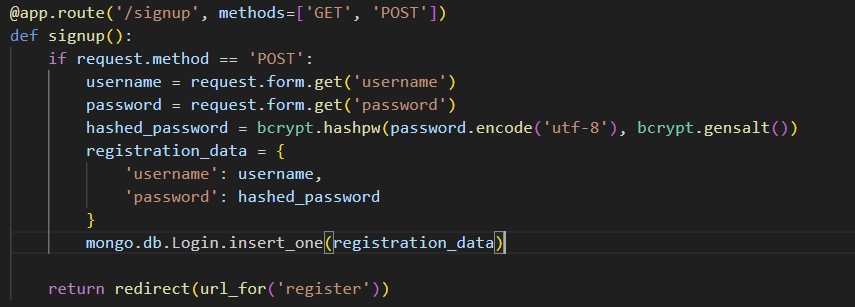 @app.route('/signup', methods=['GET', 'POST'])
def signup():
    if request.method == 'POST':
        username = request.form.get('username')
        password = request.form.get('password')
        hashed_password = bcrypt.hashpw(password.encode('utf-8'), bcrypt.gensalt())
        registration_data = {
            'username': username,
            'password': hashed_password
        }
        mongo.db.Login.insert_one(registration_data)
    return redirect(url_for('register'))